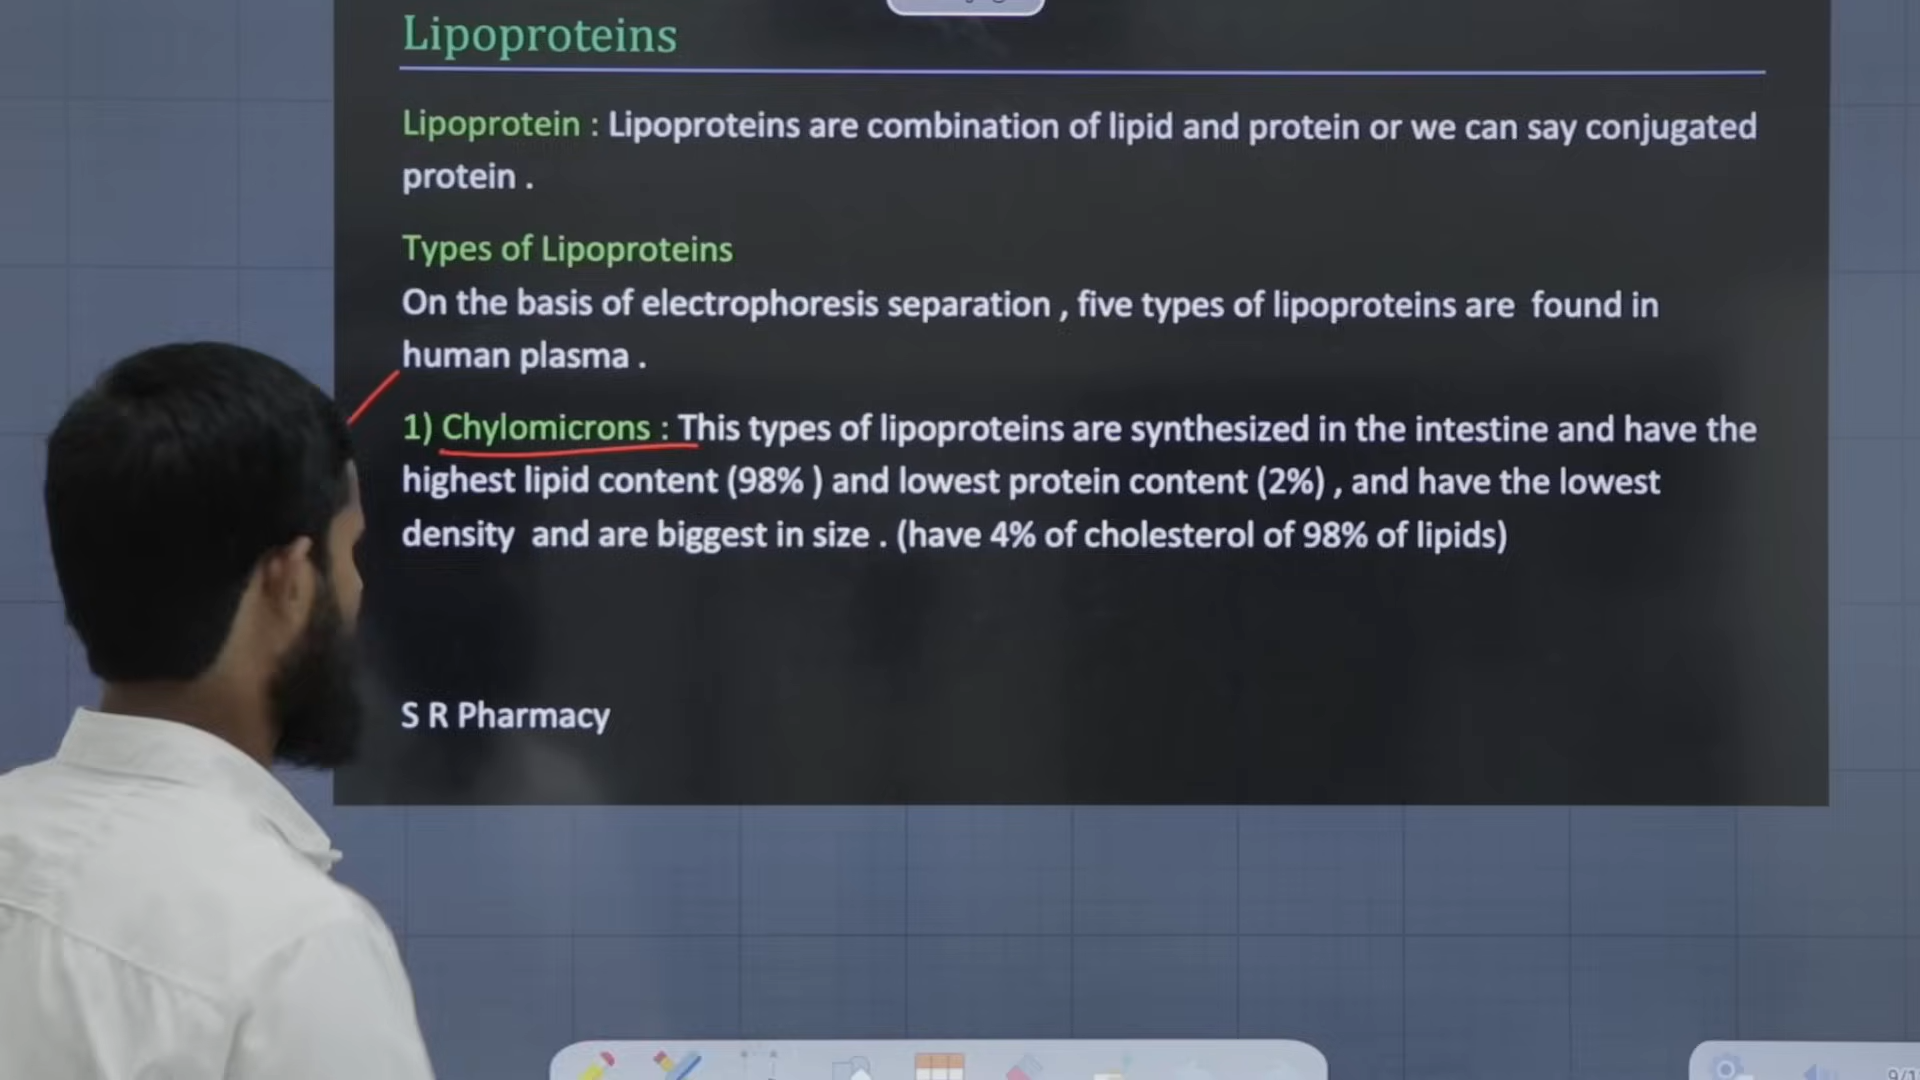 Lipoproteins
Lipoprotein : Lipoproteins are combination of lipid and protein or we can say conjugated
protein .
Types of Lipoproteins
On the basis of electrophoresis separation , five types of lipoproteins are found in
human plasma .
1) Chylomicrons : This types of lipoproteins are synthesized in the intestine and have the
highest lipid content (98% ) and lowest protein content (2%) , and have the lowest
density and are biggest in size . (have 4% of cholesterol of 98% of lipids)
S R Pharmacy